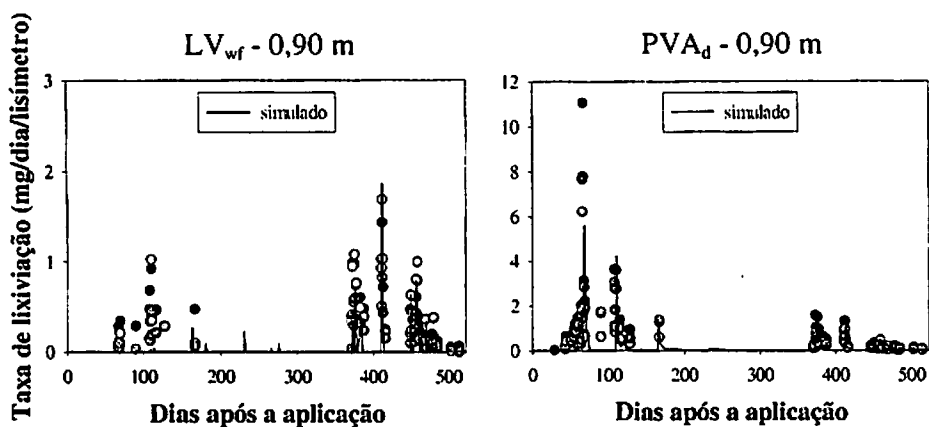 LVwf - 0,90 m
PVAd - 0,90 m
Taxa de lixiviação (mg/dia/lisímetro)
3
2
1
0
simulado
0 100 200 300 400 500
Dias após a aplicação
12
10
8
6
4
2
0
simulado
0 100 200 300 400 500
Dias após a aplicação